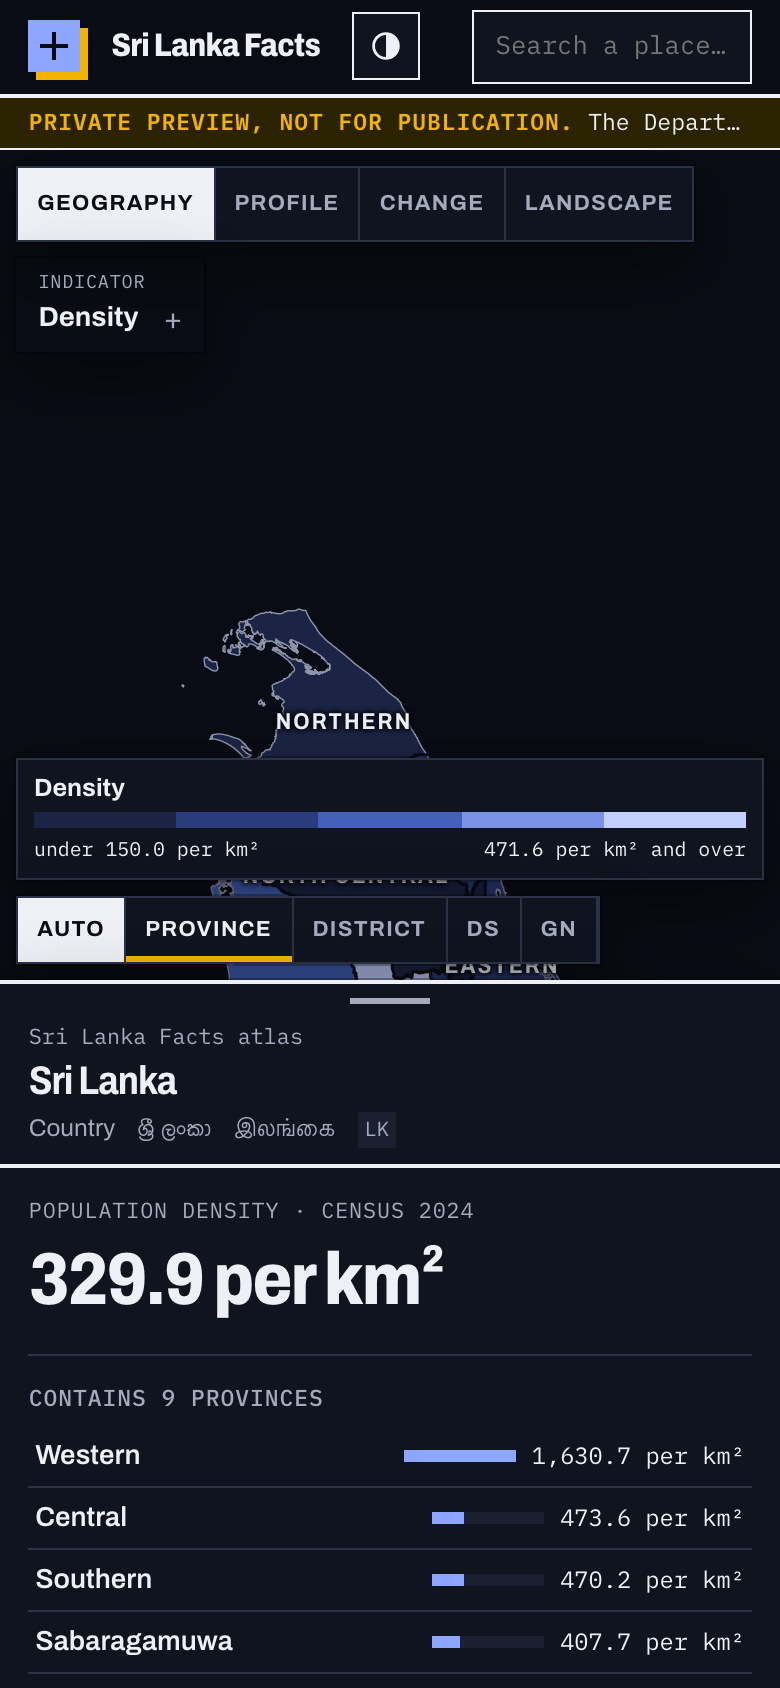 Sri Lanka Facts
Search a place…
PRIVATE PREVIEW, NOT FOR PUBLICATION. The Depart…
GEOGRAPHY PROFILE CHANGE LANDSCAPE
INDICATOR
Density +
NORTHERN
Density
under 150.0 per km² 471.6 per km² and over
NORTH CENTRAL
AUTO PROVINCE DISTRICT DS GN
EASTERN
Sri Lanka Facts atlas
Sri Lanka
Country ශ්‍රී ලංකා இலங்கை LK
POPULATION DENSITY · CENSUS 2024
329.9 per km²
CONTAINS 9 PROVINCES
Western 1,630.7 per km²
Central 473.6 per km²
Southern 470.2 per km²
Sabaragamuwa 407.7 per km²